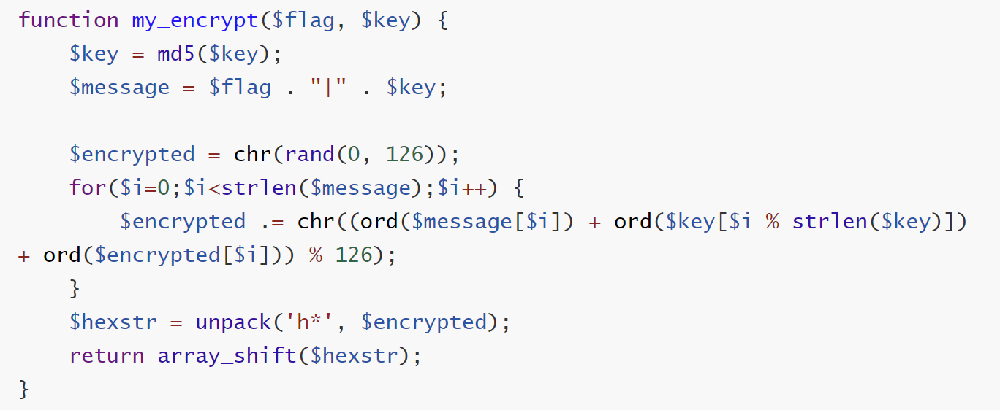 function my_encrypt($flag, $key) {
    $key = md5($key);
    $message = $flag . "|" . $key;

    $encrypted = chr(rand(0, 126));
    for($i=0;$i<strlen($message);$i++) {
        $encrypted .= chr((ord($message[$i]) + ord($key[$i % strlen($key)])
+ ord($encrypted[$i])) % 126);
    }
    $hexstr = unpack('h*', $encrypted);
    return array_shift($hexstr);
}